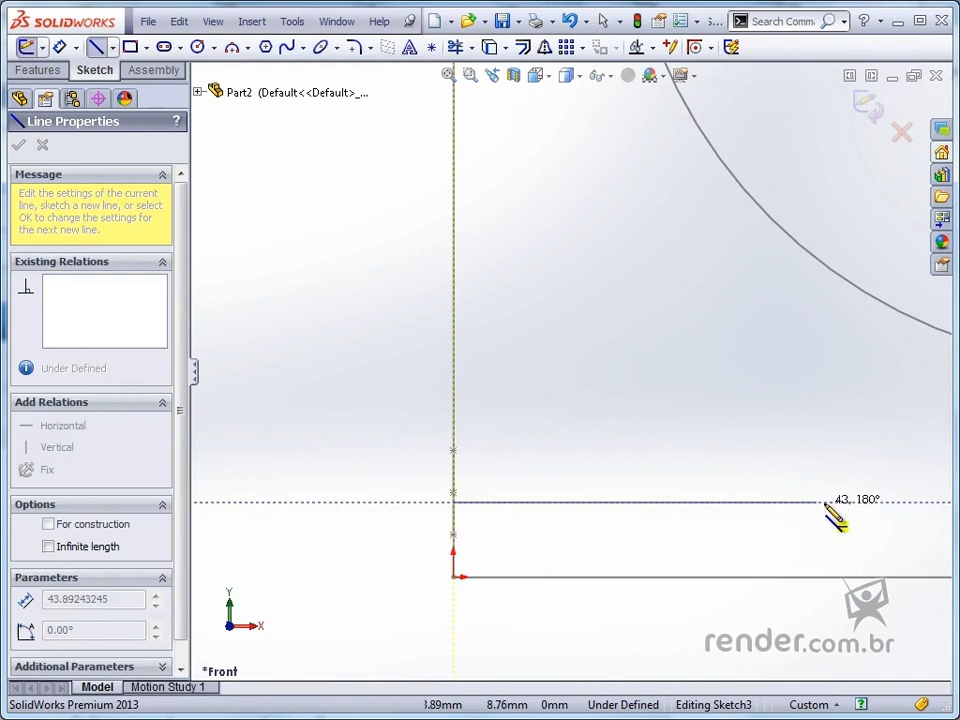 SOLIDWORKS File Edit View Insert Tools Window Help S... Search Comma
Features Sketch Assembly
Part2 (Default<<Default>_...
Line Properties ?
Message
Edit the settings of the current
line, sketch a new line, or select
OK to change the settings for
the next new line.
Existing Relations
Under Defined
Add Relations
Horizontal
Vertical
Fix
Options
For construction
Infinite length
Parameters
43.89243245
0.00°
Additional Parameters
43, 180°
Y
X
*Front
render.com.br
Model Motion Study 1
SolidWorks Premium 2013 8.76mm 0mm Under Defined Editing Sketch3 Custom ?